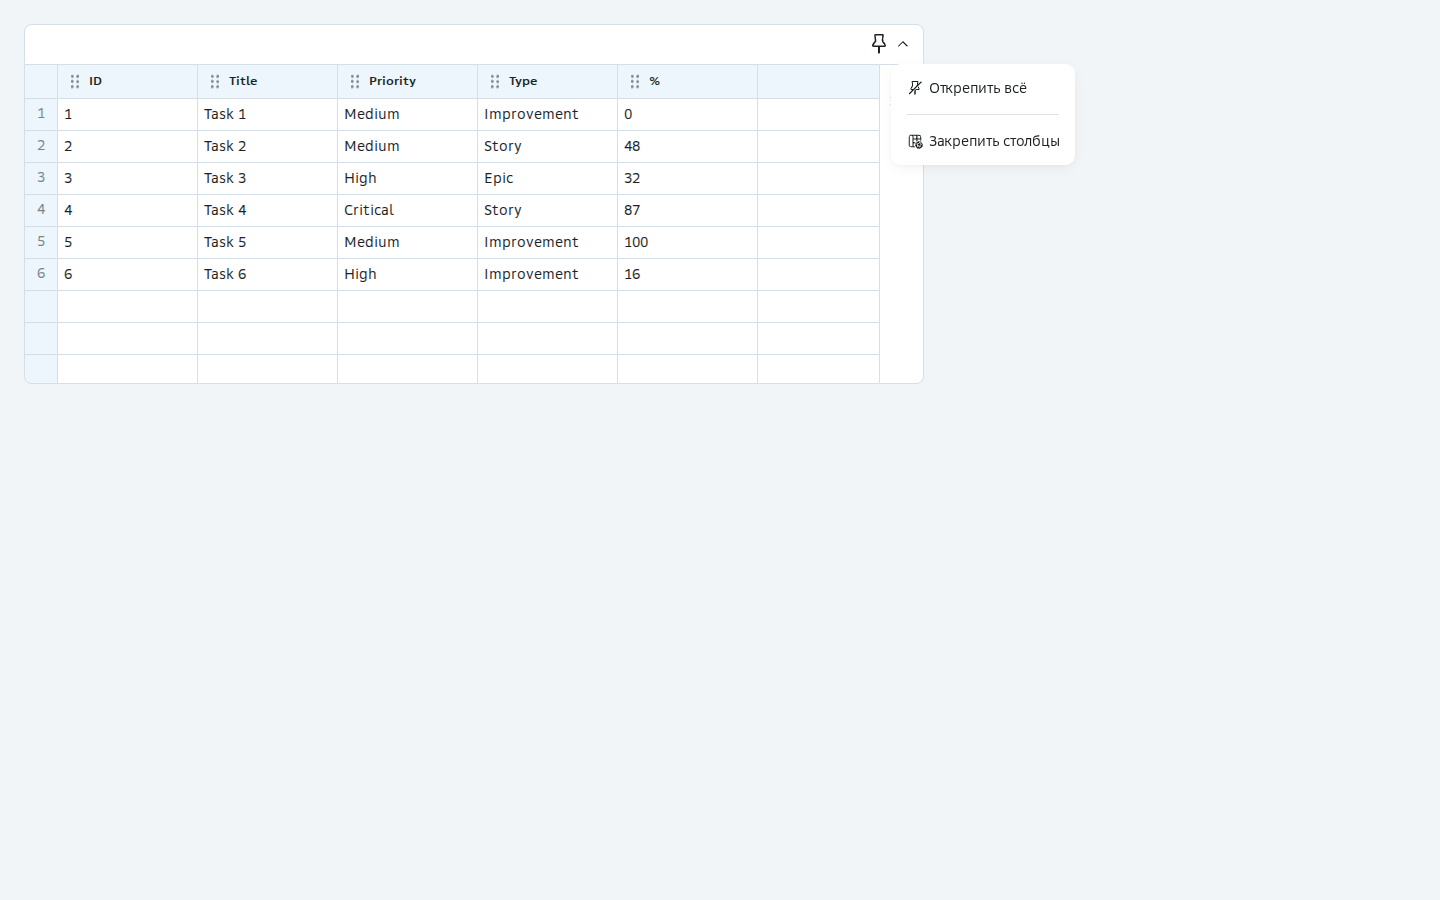 ID Title Priority Type %
Открепить всё
1 1 Task 1 Medium Improvement 0
Закрепить столбцы
2 2 Task 2 Medium Story 48
3 3 Task 3 High Epic 32
4 4 Task 4 Critical Story 87
5 5 Task 5 Medium Improvement 100
6 6 Task 6 High Improvement 16